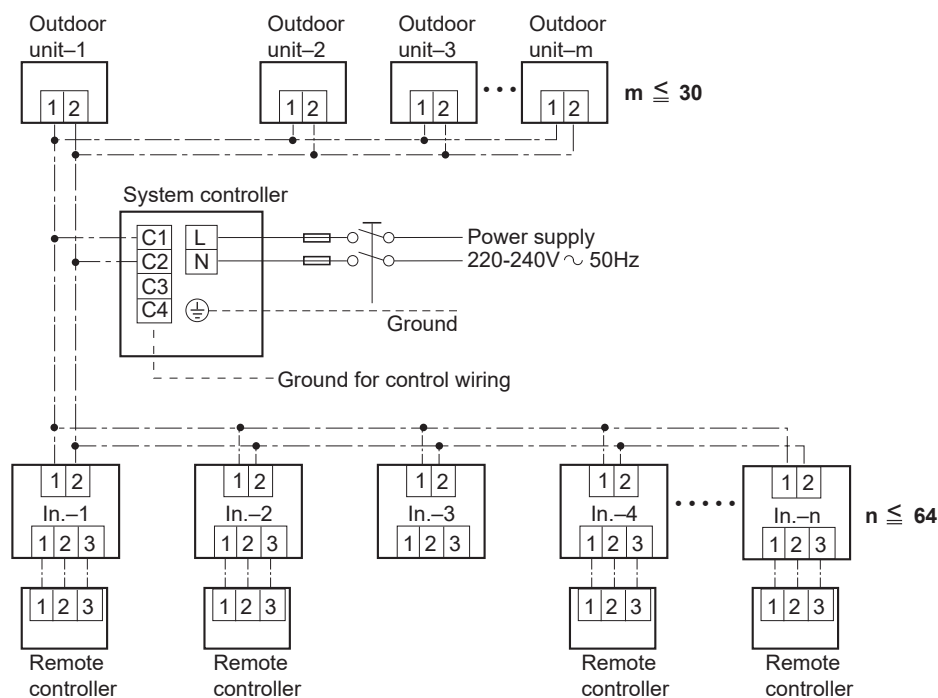 Outdoor
unit–1
Outdoor
unit–2
Outdoor
unit–3
Outdoor
unit–m
1 2
1 2
1 2
1 2
m ≦ 30
System controller
C1 L
C2 N
C3
C4
Power supply
220-240V ~ 50Hz
Ground
Ground for control wiring
1 2
1 2
1 2
1 2
1 2
In.–1
In.–2
In.–3
In.–4
In.–n
n ≦ 64
1 2 3
1 2 3
1 2 3
1 2 3
1 2 3
1 2 3
1 2 3
1 2 3
1 2 3
Remote
controller
Remote
controller
Remote
controller
Remote
controller